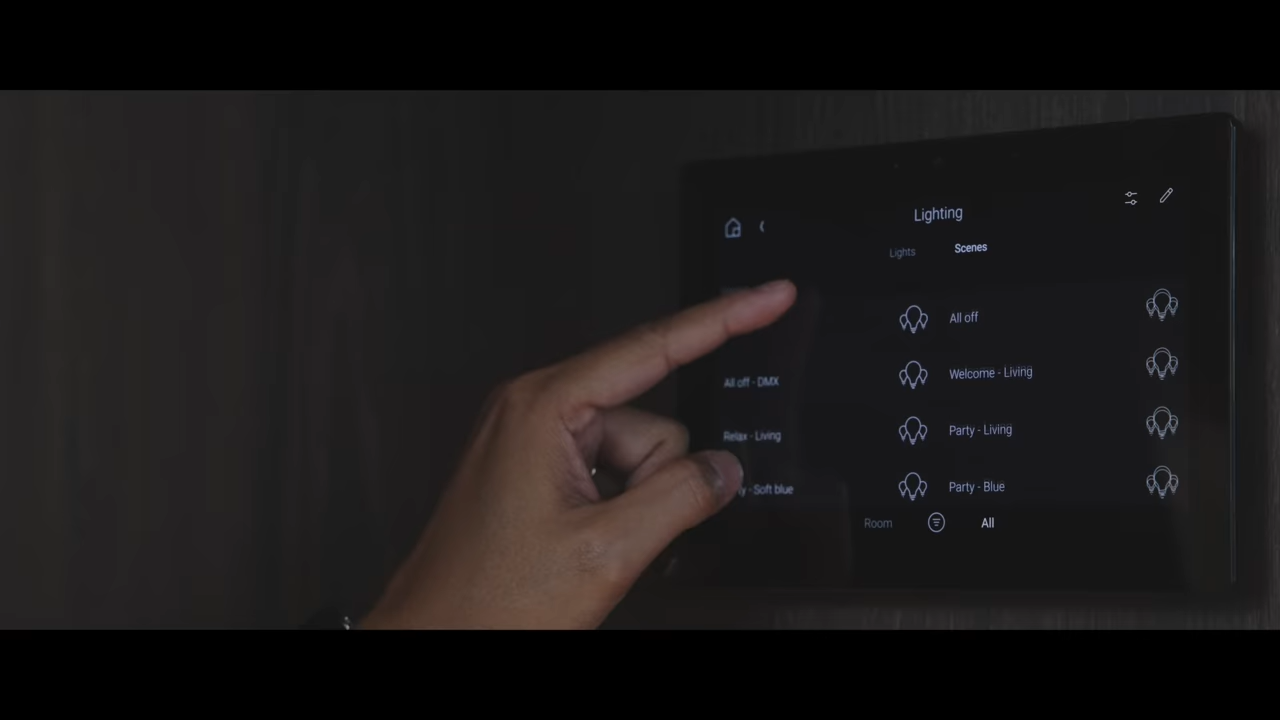 Lighting
Lights Scenes
All off
All off - DMX
Welcome - Living
Relax - Living
Party - Living
- Soft blue
Party - Blue
Room All